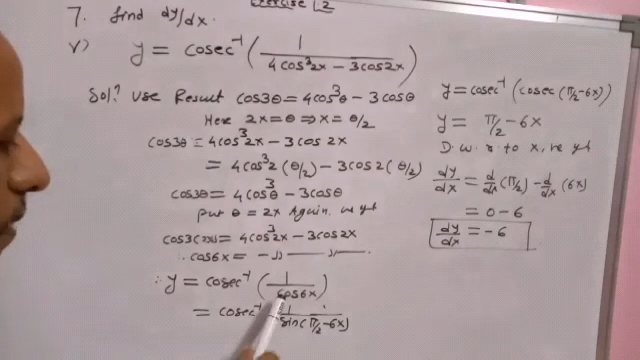 Exercise 1.2
7. find dy/dx.
v) y = cosec⁻¹ (1 / 4cos³2x − 3cos2x)
Sol? Use Result cos3θ = 4cos³θ − 3cosθ
Here 2x = θ ⇒ x = θ/2
cos3θ = 4cos³2x − 3cos 2x
= 4cos³2(θ/2) − 3cos2(θ/2)
cos3θ = 4cos³θ − 3cosθ
put θ = 2x Again, we get
cos3(2x) = 4cos³2x − 3cos2x
∴ cos6x = −〃— —〃—
∴ y = cosec⁻¹ (1 / cos6x)
= cosec⁻¹ 1 / sin(π/2 − 6x)
y = cosec⁻¹ (cosec(π/2 − 6x))
y = π/2 − 6x
D. w. r. to x, we get
dy/dx = d/dx (π/2) − d/dx (6x)
= 0 − 6
dy/dx = −6